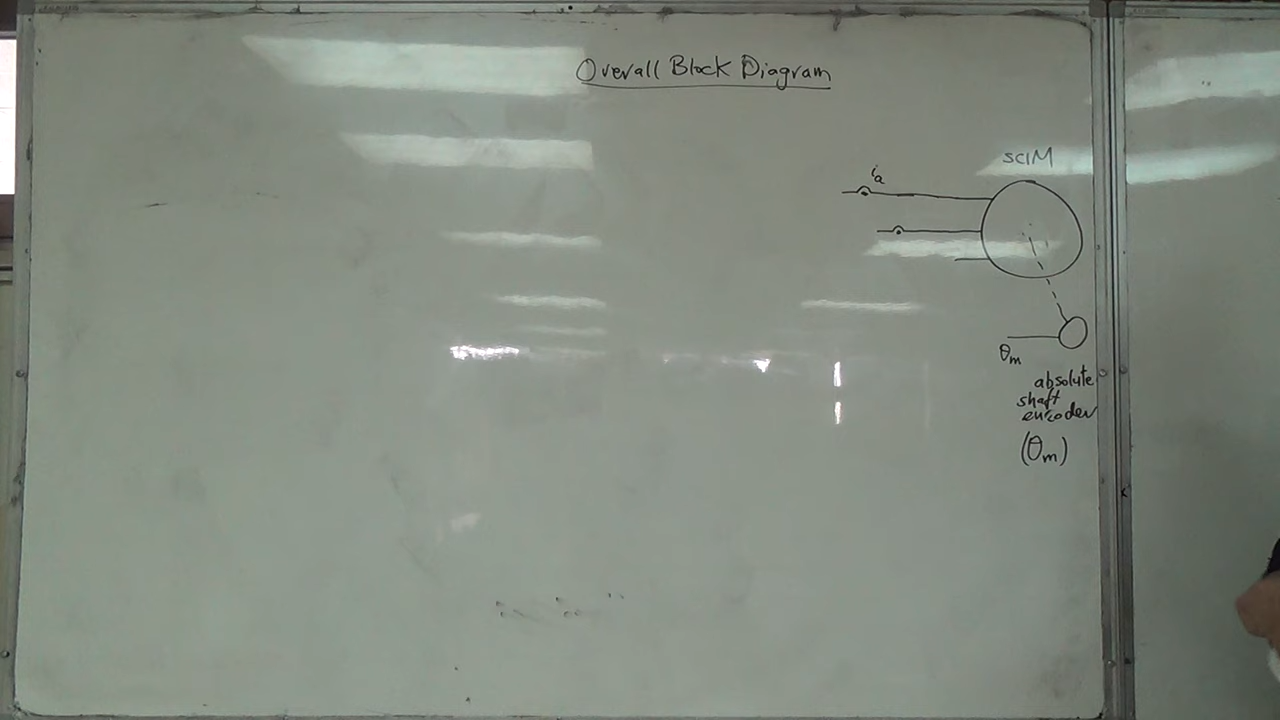 Overall Block Diagram
SCIM
ia
θm
absolute
shaft
encoder
(θm)